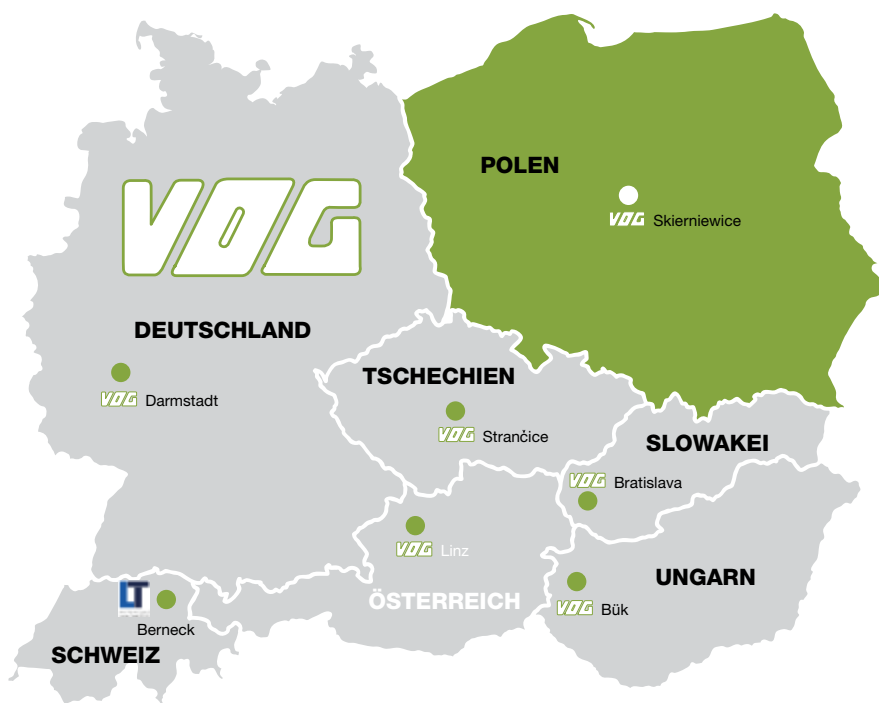 POLEN
VOG Skierniewice
VOG
DEUTSCHLAND
VOG Darmstadt
TSCHECHIEN
VOG Strančice
SLOWAKEI
VOG Bratislava
VOG Linz
ÖSTERREICH
UNGARN
VOG Bük
LT
Berneck
SCHWEIZ